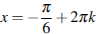 x = −π/6 + 2πk